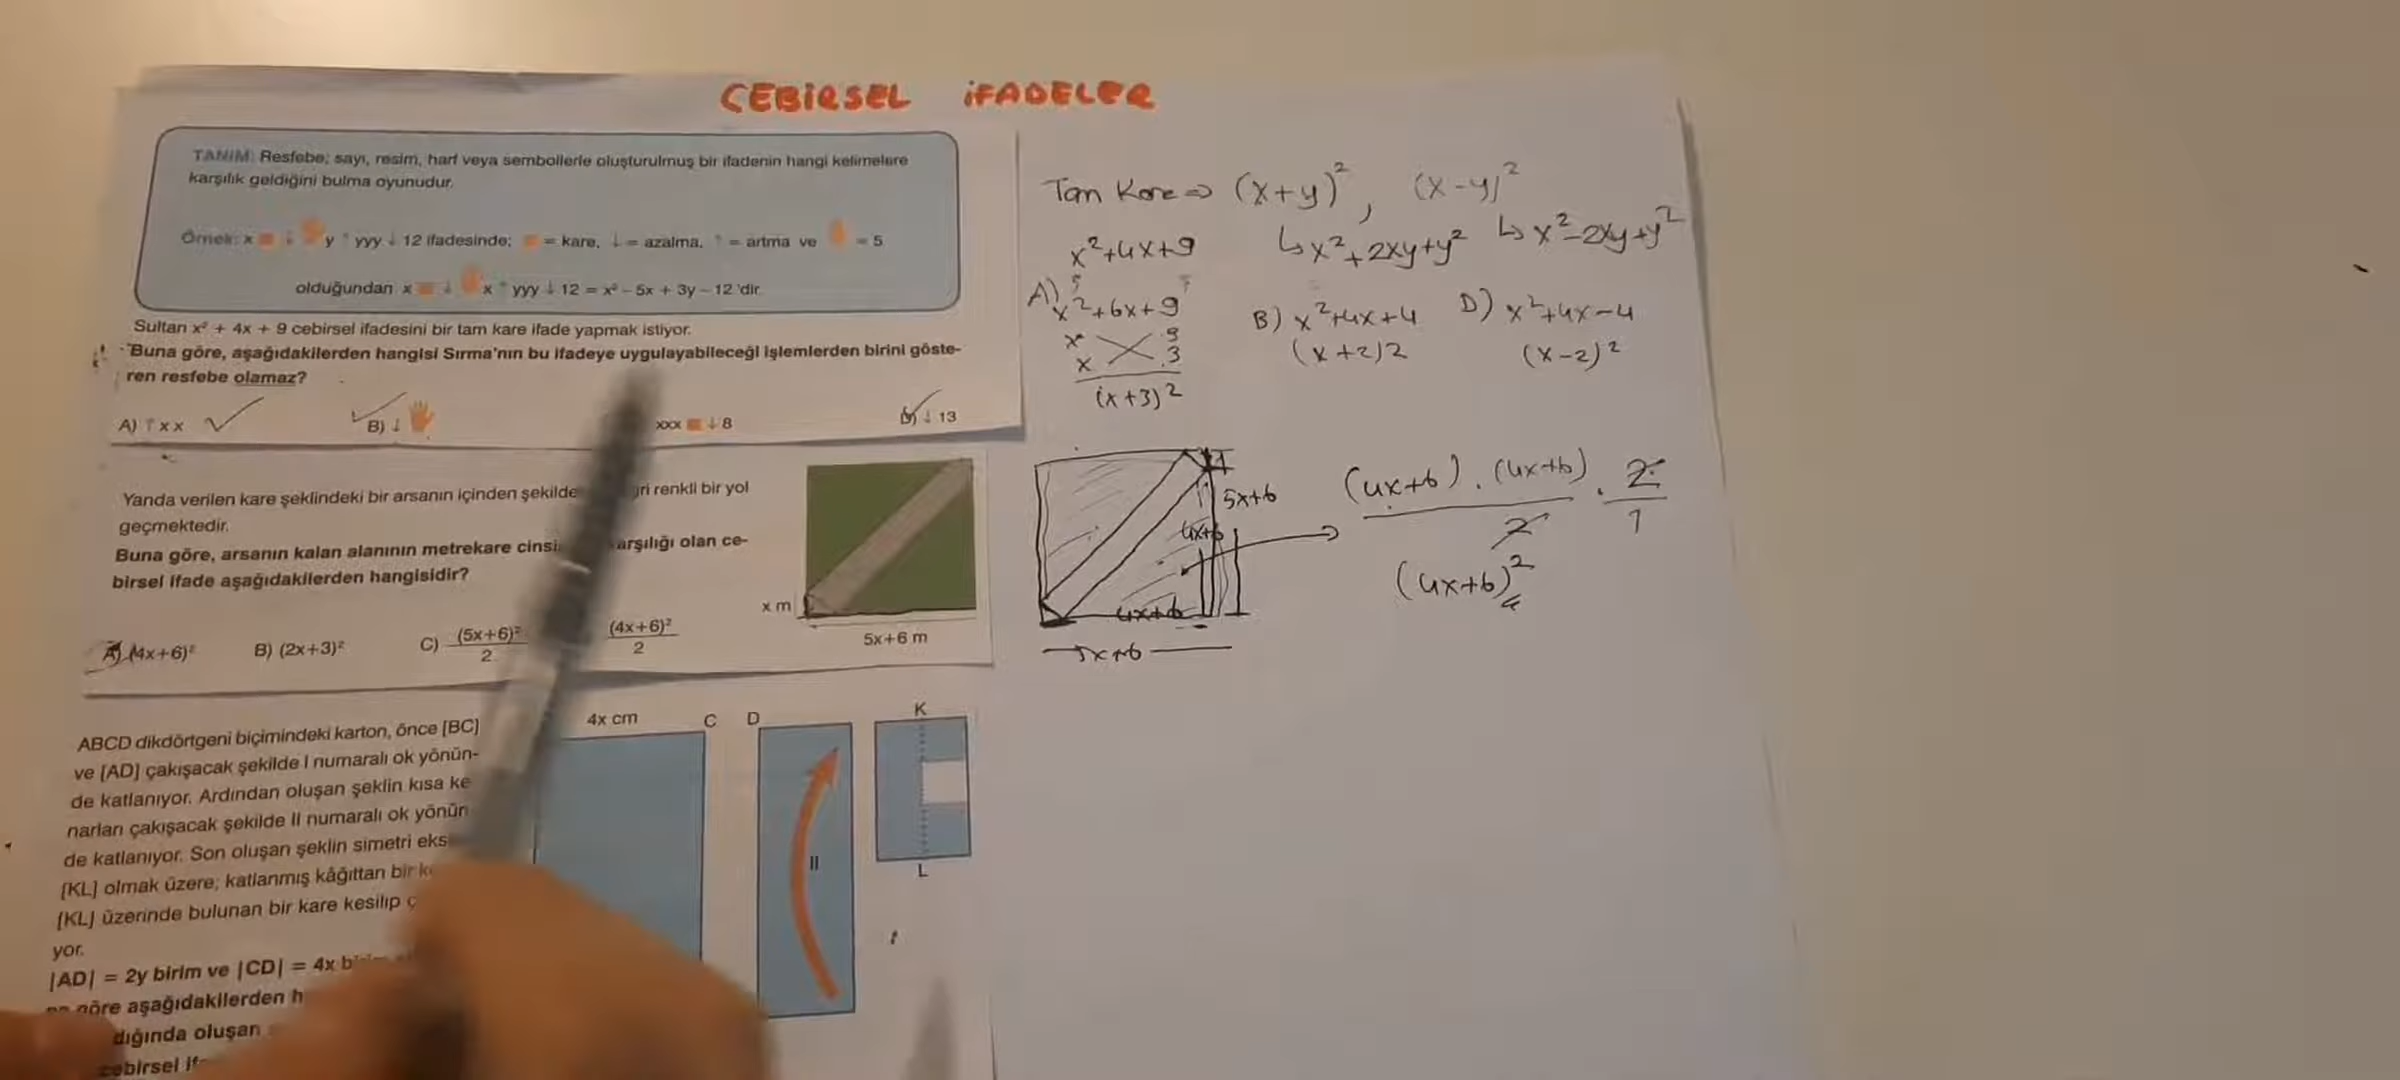 ÇEBİRSEL İFADELER
TANIM: Resfebe; sayı, resim, harf veya sembollerle oluşturulmuş bir ifadenin hangi kelimelere
karşılık geldiğini bulma oyunudur.
Örnek: x ↓ y ↑ yyy ↓ 12 ifadesinde; = kare, ↓ = azalma, ↑ = artma ve = 5
olduğundan x ↓ x ↑ yyy ↓ 12 = x² – 5x + 3y – 12 'dir.
Sultan x² + 4x + 9 cebirsel ifadesini bir tam kare ifade yapmak istiyor.
Buna göre, aşağıdakilerden hangisi Sırma'nın bu ifadeye uygulayabileceği işlemlerden birini göste-
ren resfebe olamaz?
A) ↑ x x B) ↓ xxx ↓ 8 ↓ 13
Yanda verilen kare şeklindeki bir arsanın içinden renkli bir yol
geçmektedir.
Buna göre, arsanın kalan alanının metrekare olan ce-
birsel ifade aşağıdakilerden hangisidir?
x m
5x+6 m
A) (4x+6)² B) (2x+3)² C) (5x+6)²/2 (4x+6)²/2
ABCD dikdörtgeni biçimindeki karton, önce [BC]
ve [AD] çakışacak şekilde I numaralı ok yönün-
de katlanıyor. Ardından oluşan şeklin kısa ke
narları çakışacak şekilde II numaralı ok yönün
de katlanıyor. Son oluşan şeklin simetri eks
[KL] olmak üzere; katlanmış kâğıttan bir
[KL] üzerinde bulunan bir kare kesilip
yor.
|AD| = 2y birim ve |CD| = 4x
göre aşağıdakilerden
dığında oluşan
cebirsel
4x cm C D K
II
L
Tam Kare ⇒ (x+y)², (x-y)²
↳ x²+2xy+y² ↳ x²-2xy+y²
x²+4x+9
A) x²+6x+9 B) x²+4x+4 D) x²+4x-4
x 3
x 3
(x+3)² (x+2)2 (x-2)²
5x+6
4x+6
4x+6
5x+6
(4x+6).(4x+6)/2 . 2/1
(4x+6)²